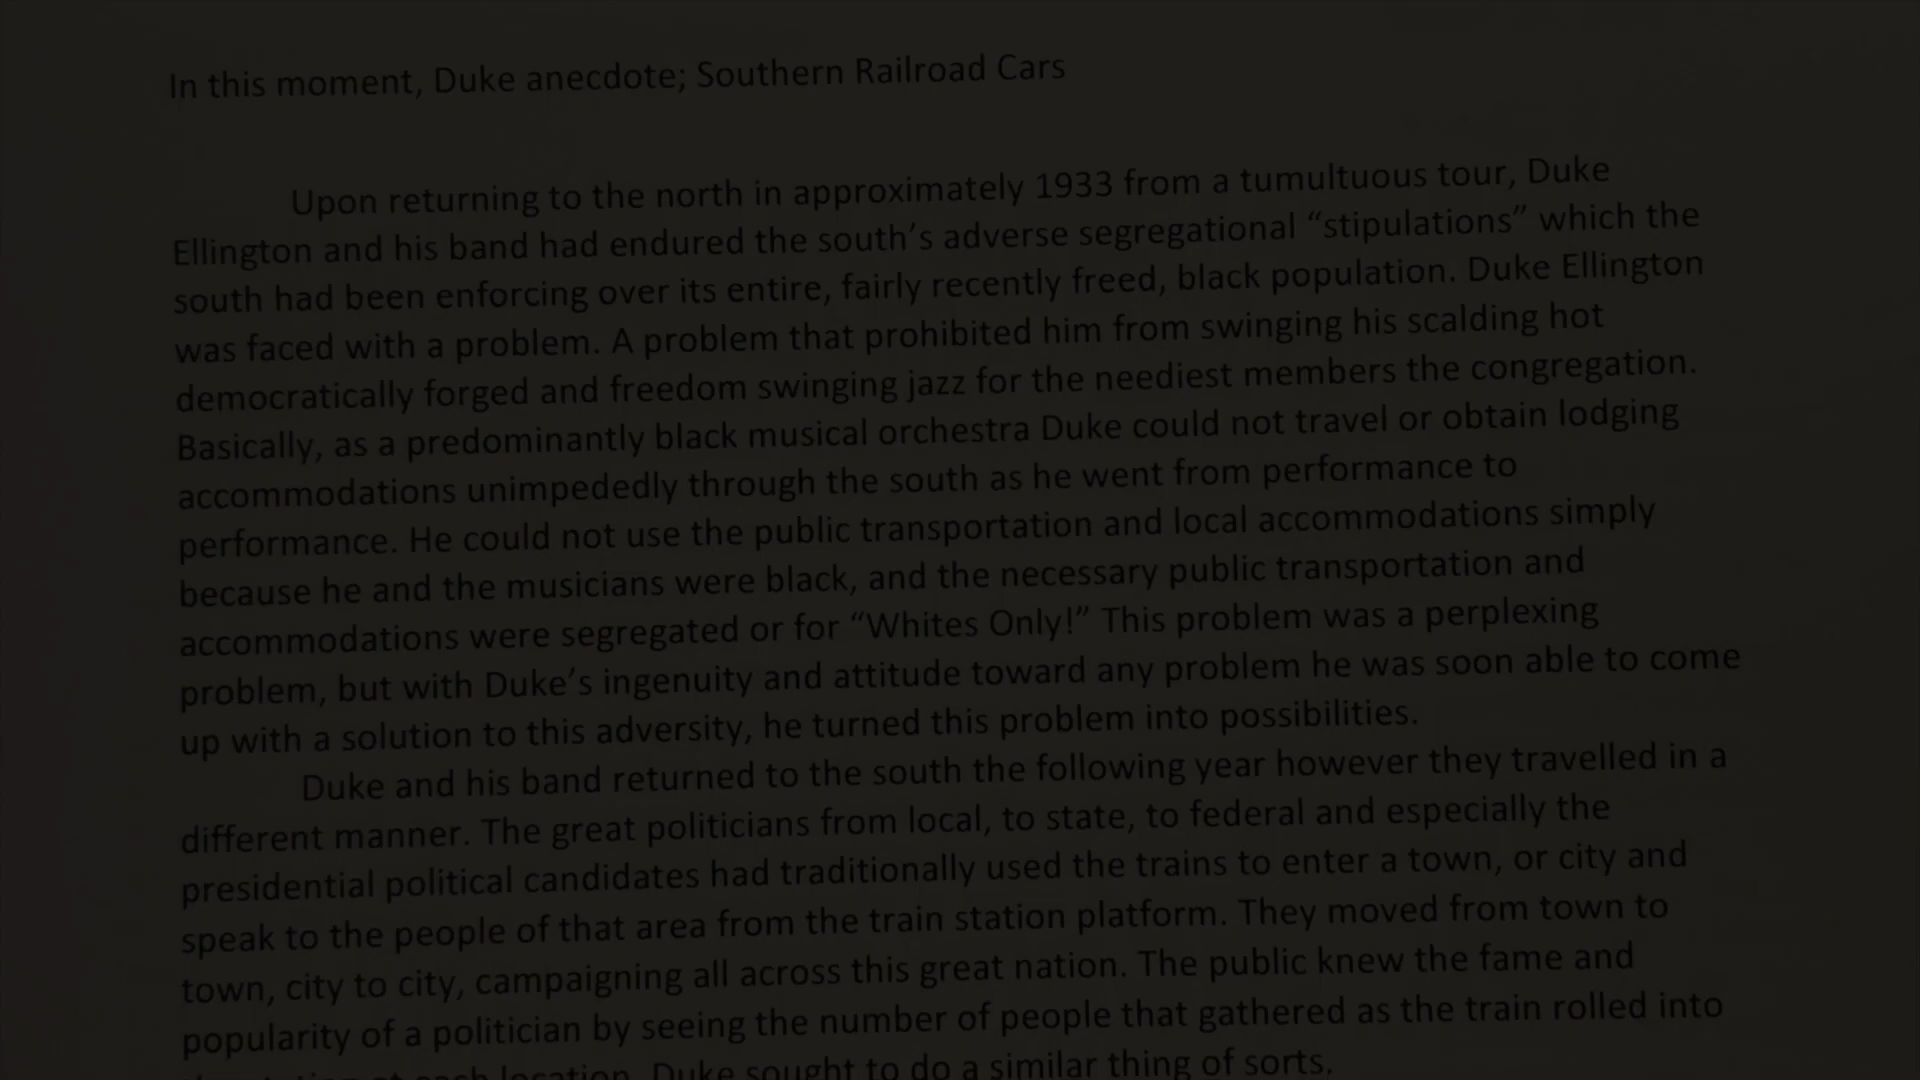 In this moment, Duke anecdote; Southern Railroad Cars
Upon returning to the north in approximately 1933 from a tumultuous tour, Duke
Ellington and his band had endured the south's adverse segregational “stipulations” which the
south had been enforcing over its entire, fairly recently freed, black population. Duke Ellington
was faced with a problem. A problem that prohibited him from swinging his scalding hot
democratically forged and freedom swinging jazz for the neediest members the congregation.
Basically, as a predominantly black musical orchestra Duke could not travel or obtain lodging
accommodations unimpededly through the south as he went from performance to
performance. He could not use the public transportation and local accommodations simply
because he and the musicians were black, and the necessary public transportation and
accommodations were segregated or for “Whites Only!” This problem was a perplexing
problem, but with Duke's ingenuity and attitude toward any problem he was soon able to come
up with a solution to this adversity, he turned this problem into possibilities.
Duke and his band returned to the south the following year however they travelled in a
different manner. The great politicians from local, to state, to federal and especially the
presidential political candidates had traditionally used the trains to enter a town, or city and
speak to the people of that area from the train station platform. They moved from town to
town, city to city, campaigning all across this great nation. The public knew the fame and
popularity of a politician by seeing the number of people that gathered as the train rolled into
each location. Duke sought to do a similar thing of sorts.